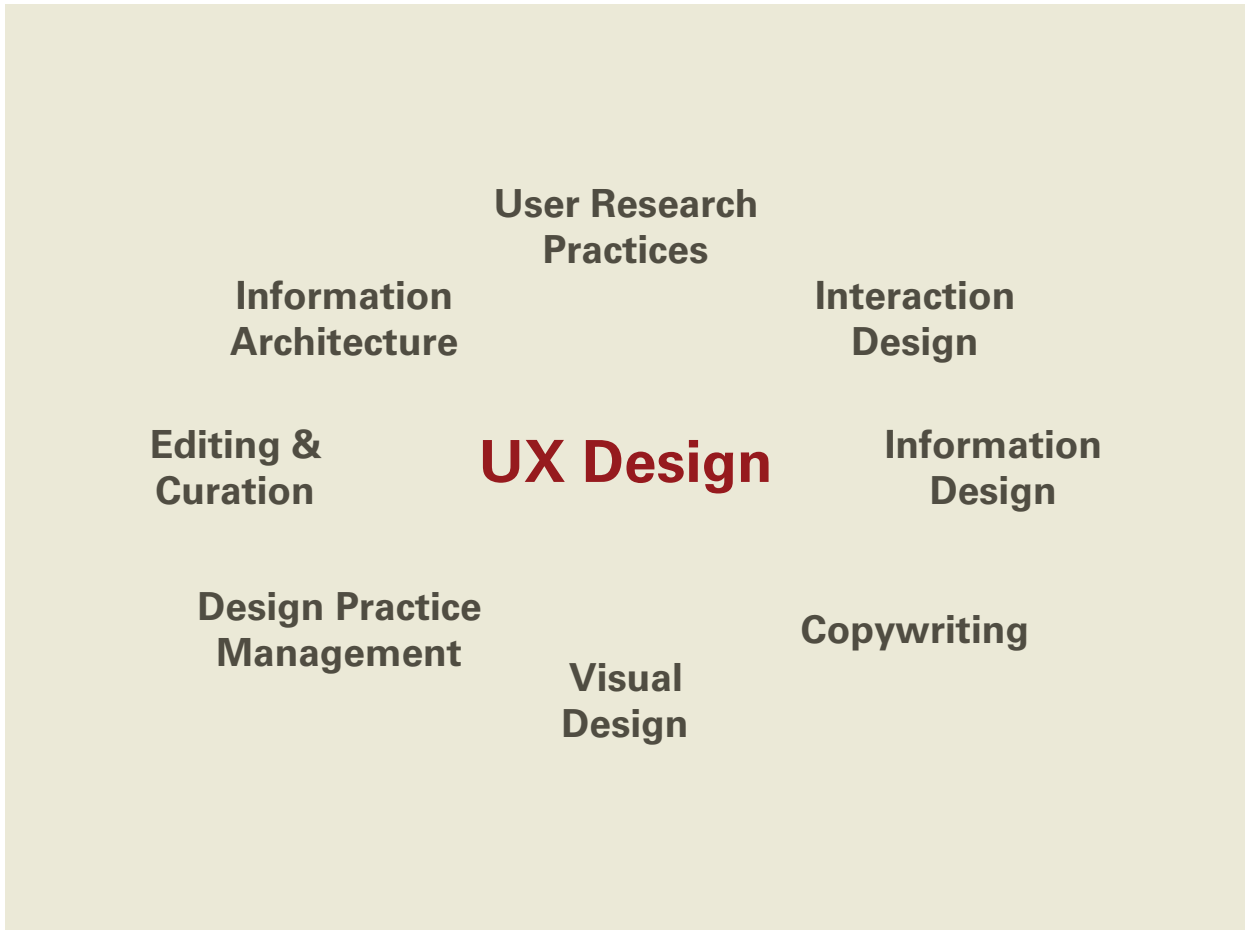 User Research
Practices
Information
Architecture
Interaction
Design
Editing &
Curation
UX Design
Information
Design
Design Practice
Management
Copywriting
Visual
Design